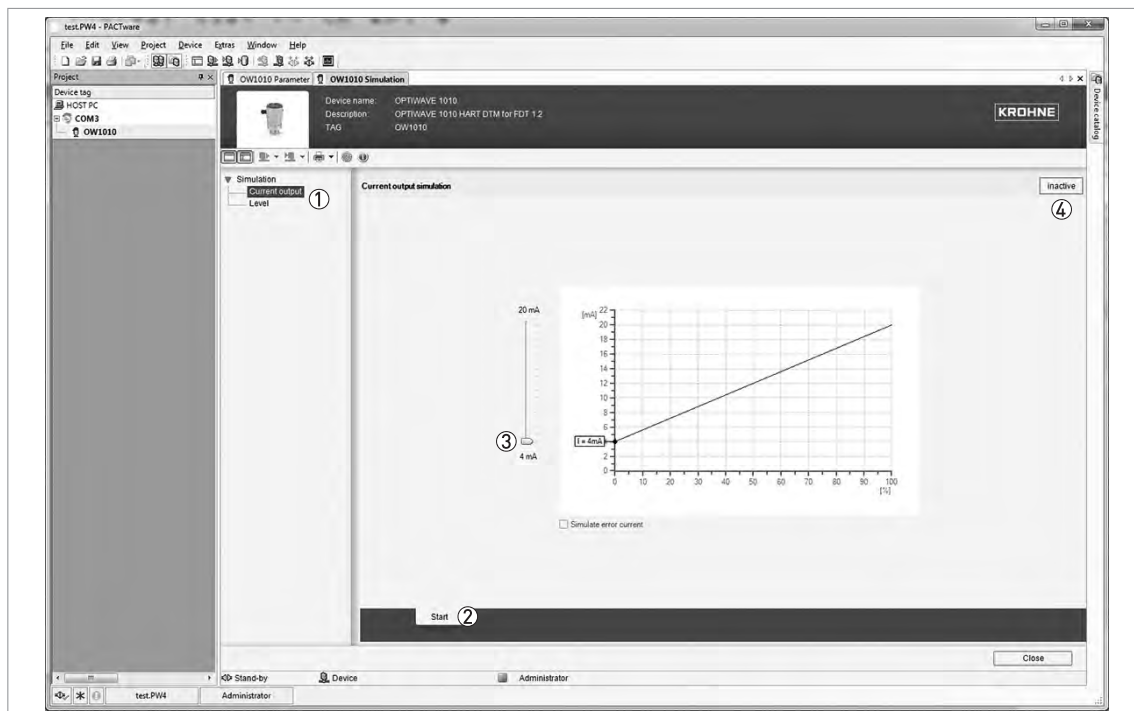 test.PW4 - PACTware
File Edit View Project Device Extras Window Help
Project
Device tag
HOST PC
COM3
OW1010
OW1010 Parameter OW1010 Simulation
Device name: OPTIWAVE 1010
Description: OPTIWAVE 1010 HART DTM for FDT 1.2
TAG OW1010
KROHNE
Device catalog
Simulation
Current output ①
Level
Current output simulation
inactive
④
20 mA
③
4 mA
[mA]
22
20
18
16
14
12
10
8
6
I = 4mA
2
0
0 10 20 30 40 50 60 70 80 90 100
[%]
Simulate error current
Start ②
Close
Stand-by Device Administrator
test.PW4 Administrator